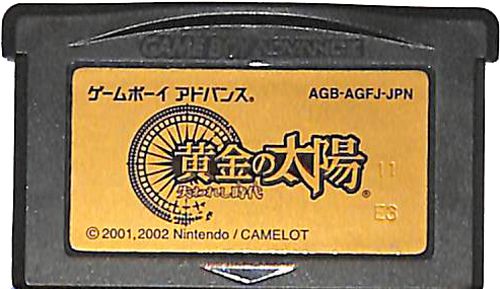 GAME BOY ADVANCE
ゲームボーイ アドバンス® AGB-AGFJ-JPN
黄金の太陽®
失われし時代
11
E3
© 2001, 2002 Nintendo / CAMELOT